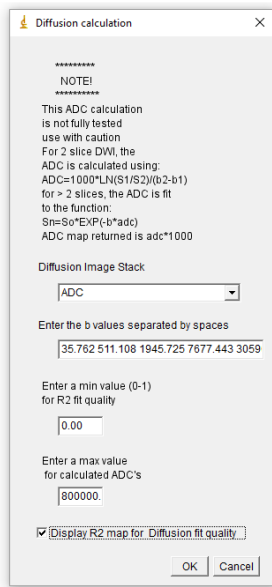 Diffusion calculation
*********
NOTE!
**********
This ADC calculation
is not fully tested
use with caution
For 2 slice DWI, the
ADC is calculated using:
ADC=1000*LN(S1/S2)/(b2-b1)
for > 2 slices, the ADC is fit
to the function:
Sn=So*EXP(-b*adc)
ADC map returned is adc*1000
Diffusion Image Stack
ADC
Enter the b values separated by spaces
35.762 511.108 1945.725 7677.443 3059
Enter a min value (0-1)
for R2 fit quality
0.00
Enter a max value
for calculated ADC's
800000.
Display R2 map for Diffusion fit quality
OK Cancel